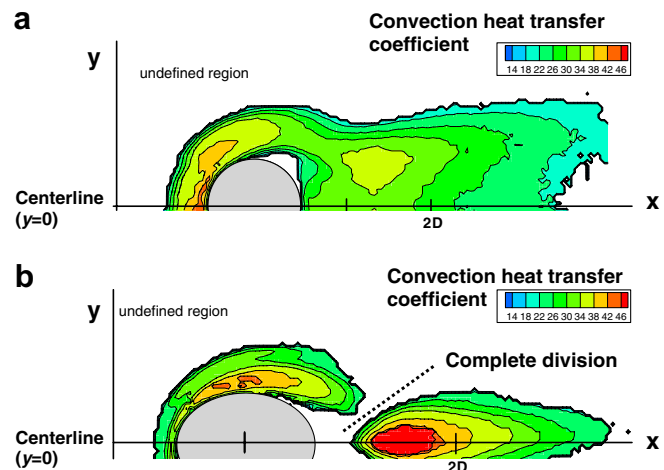 a
Convection heat transfer
coefficient
y
undefined region
14 18 22 26 30 34 38 42 46
Centerline
(y=0)
x
2D
b
Convection heat transfer
coefficient
y
undefined region
14 18 22 26 30 34 38 42 46
Complete division
Centerline
(y=0)
x
2D